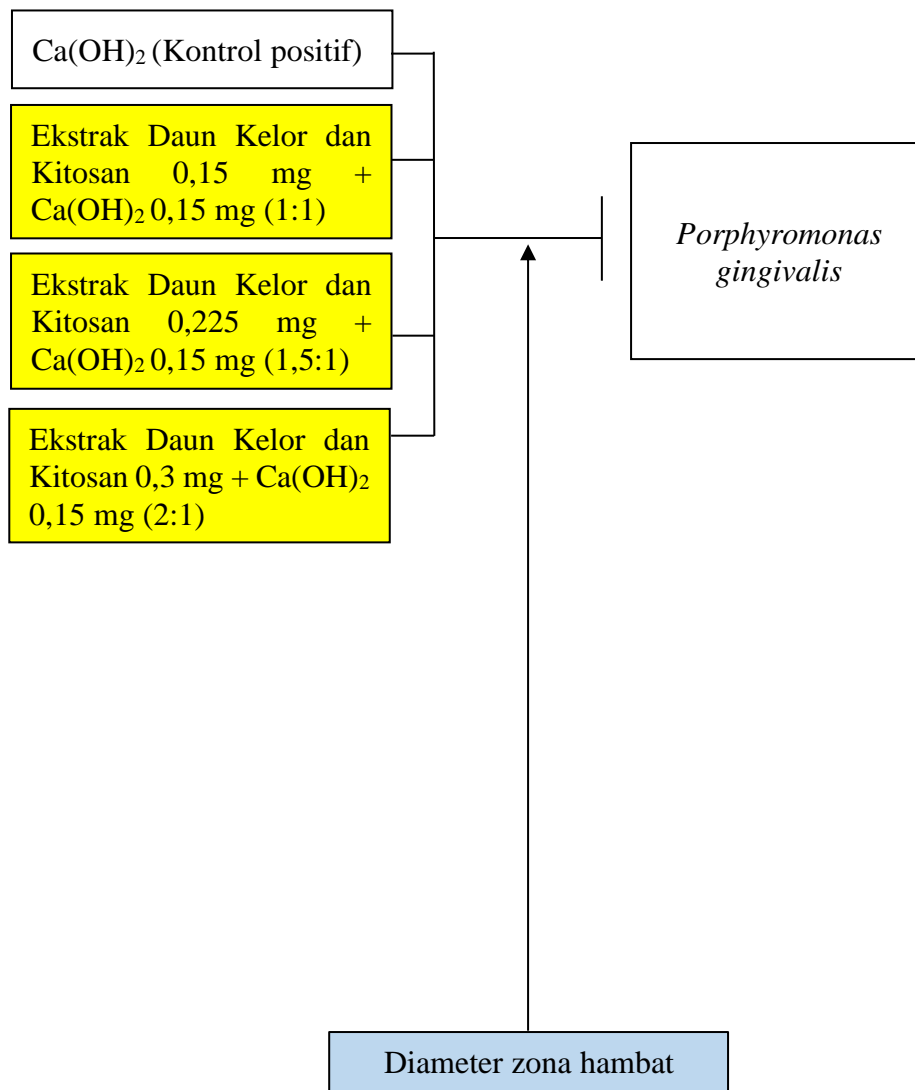 Ca(OH)₂ (Kontrol positif)
Ekstrak Daun Kelor dan
Kitosan 0,15 mg +
Ca(OH)₂ 0,15 mg (1:1)
Ekstrak Daun Kelor dan
Kitosan 0,225 mg +
Ca(OH)₂ 0,15 mg (1,5:1)
Ekstrak Daun Kelor dan
Kitosan 0,3 mg + Ca(OH)₂
0,15 mg (2:1)
Porphyromonas
gingivalis
Diameter zona hambat